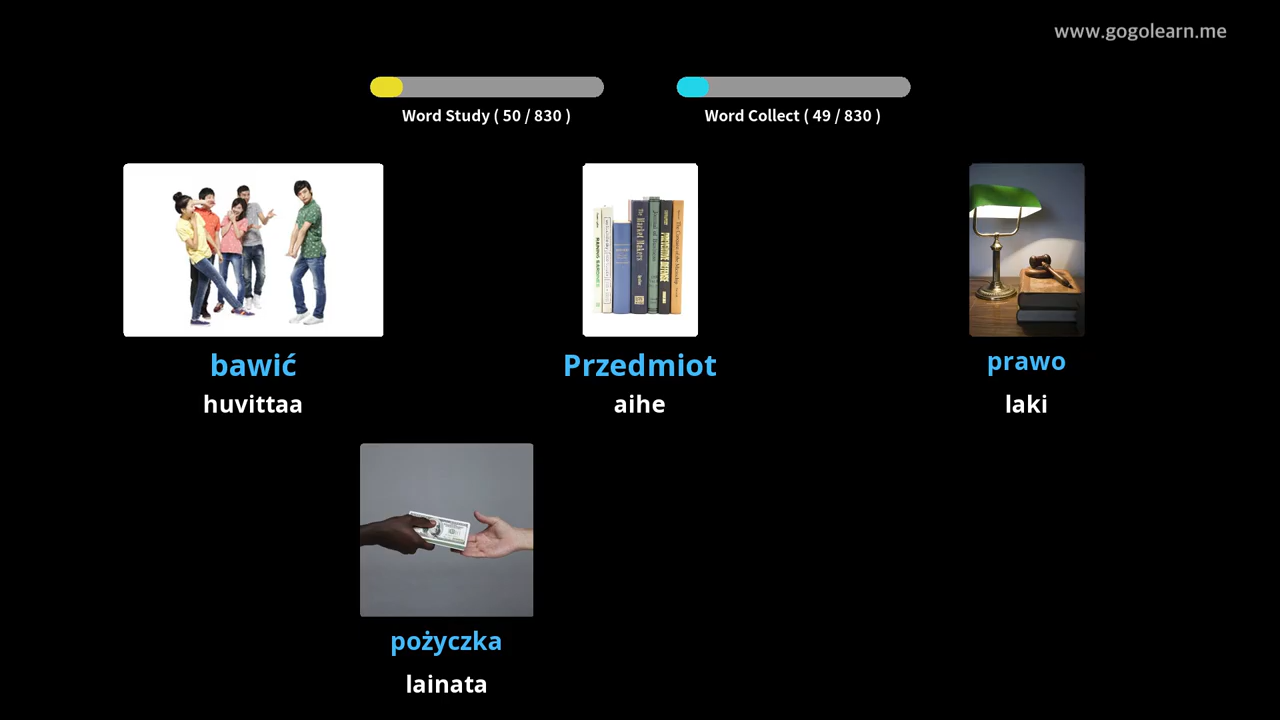 www.gogolearn.me
Word Study ( 50 / 830 )
Word Collect ( 49 / 830 )
bawić
huvittaa
Przedmiot
aihe
prawo
laki
pożyczka
lainata